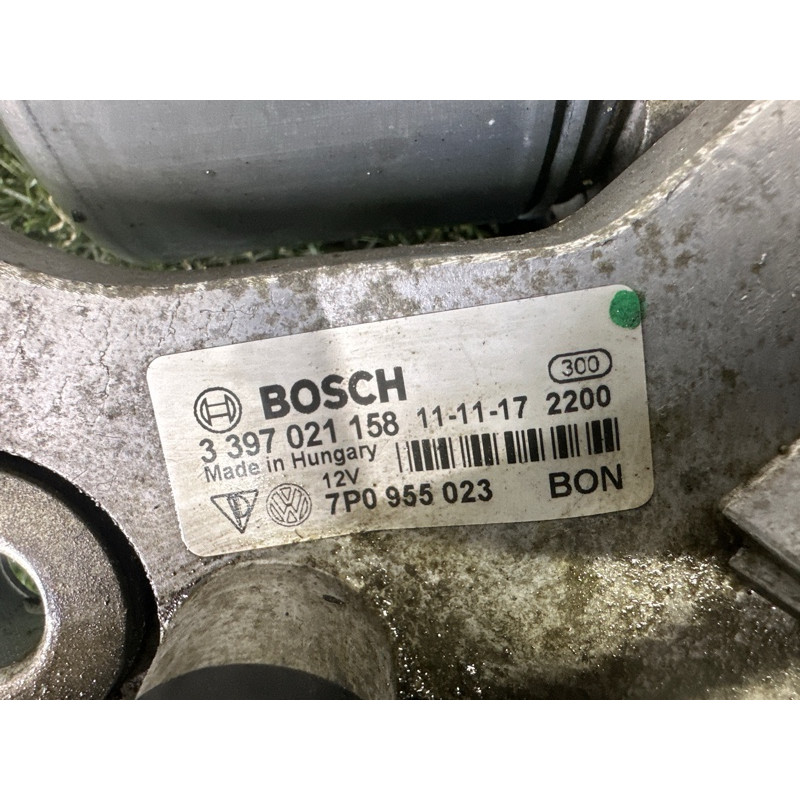 BOSCH 300
3 397 021 158 11-11-17 2200
Made in Hungary
12V
7P0 955 023 BON